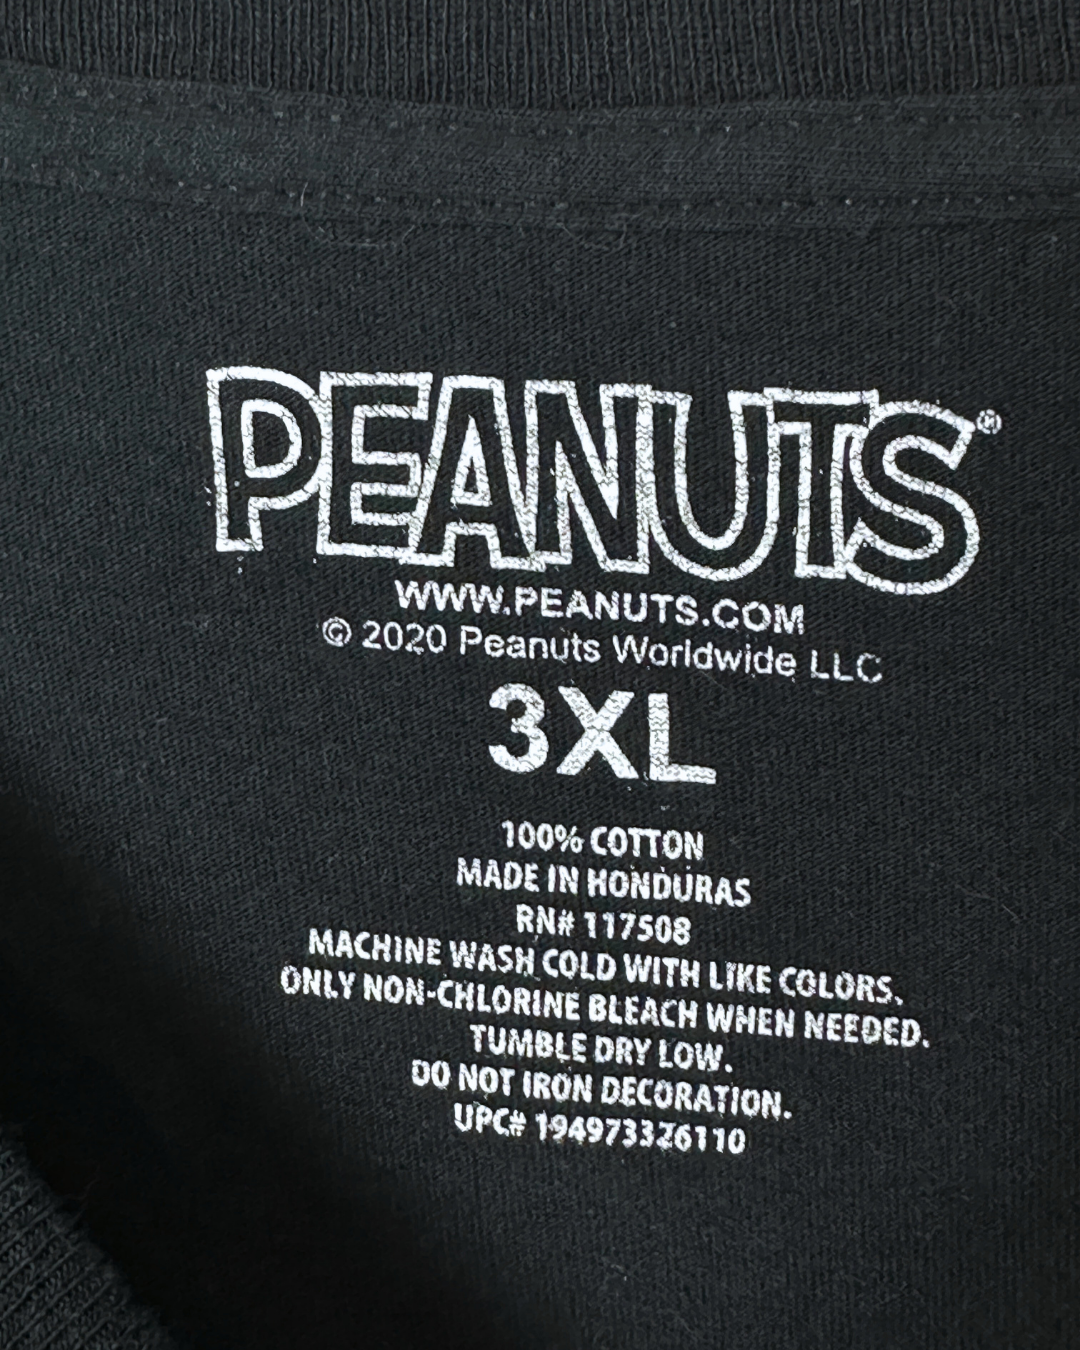 PEANUTS®
WWW.PEANUTS.COM
© 2020 Peanuts Worldwide LLC
3XL
100% COTTON
MADE IN HONDURAS
RN# 117508
MACHINE WASH COLD WITH LIKE COLORS.
ONLY NON-CHLORINE BLEACH WHEN NEEDED.
TUMBLE DRY LOW.
DO NOT IRON DECORATION.
UPC# 194973326110